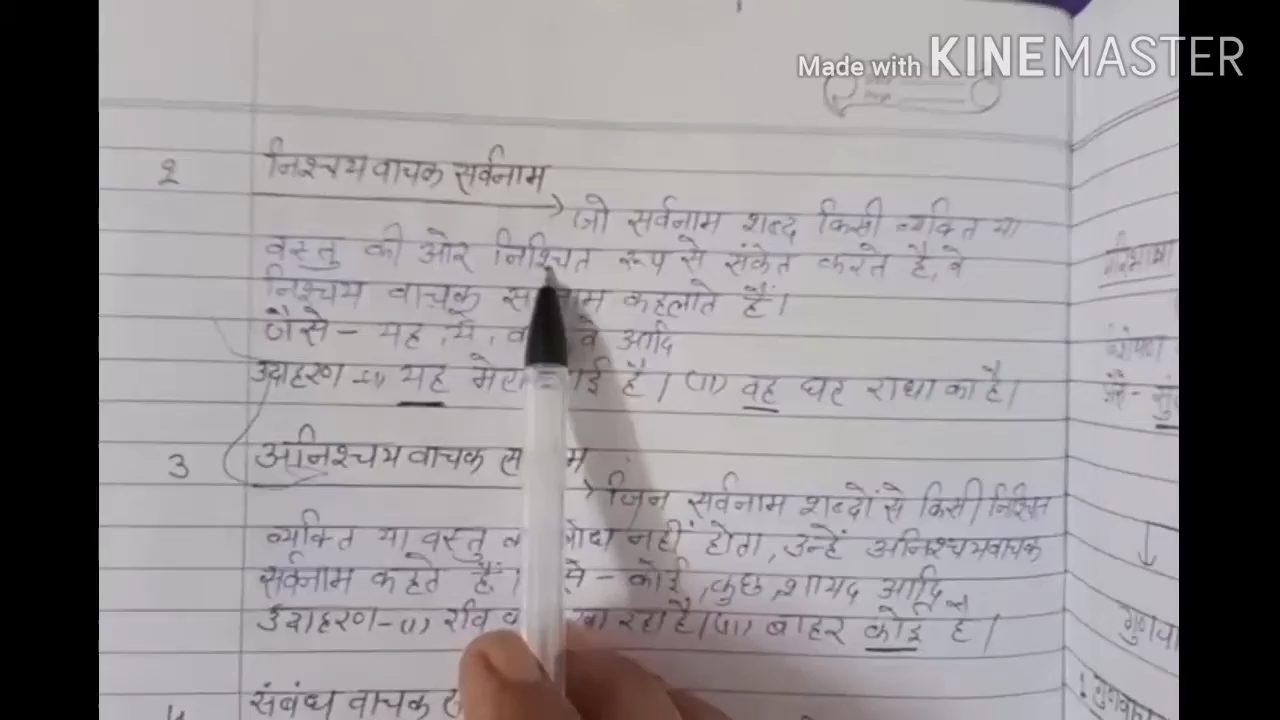 Made with KINEMASTER
2 निश्चयवाचक सर्वनाम
जो सर्वनाम शब्द किसी व्यक्ति या
वस्तु की ओर निश्चित रूप से संकेत करते है, वे
निश्चय वाचक कहलाते हैं।
जैसे - यह, ये, वे आदि
उदाहरण - (i) यह है। (ii) वह घर राधा का है।
3 अनिश्चयवाचक
जिन सर्वनाम शब्दों से किसी निश्चित
व्यक्ति या वस्तु नहीं होता, उन्हें अनिश्चयवाचक
सर्वनाम कहते हैं। - कोई, कुछ, शायद आदि
उदाहरण - (i) रवि रहा है। (ii) बाहर कोई है।
संबंध वाचक